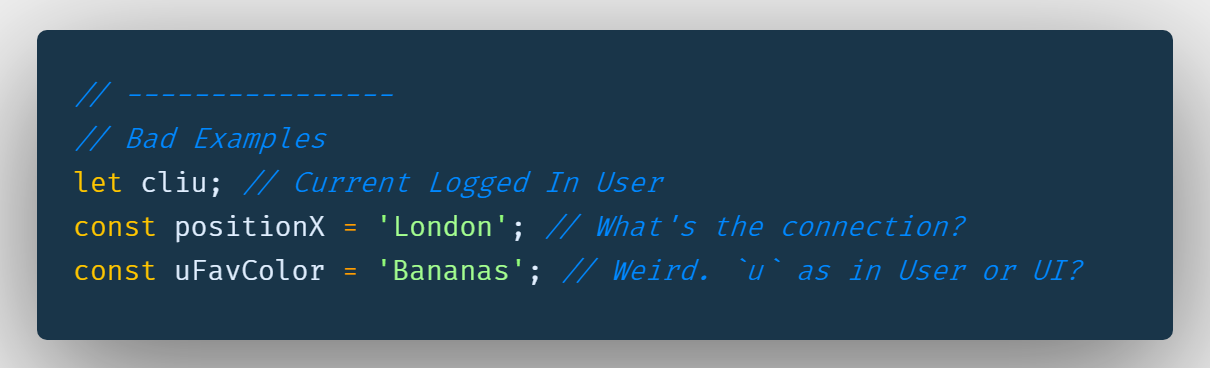 // ----------------
// Bad Examples
let cliu; // Current Logged In User
const positionX = 'London'; // What's the connection?
const uFavColor = 'Bananas'; // Weird. `u` as in User or UI?